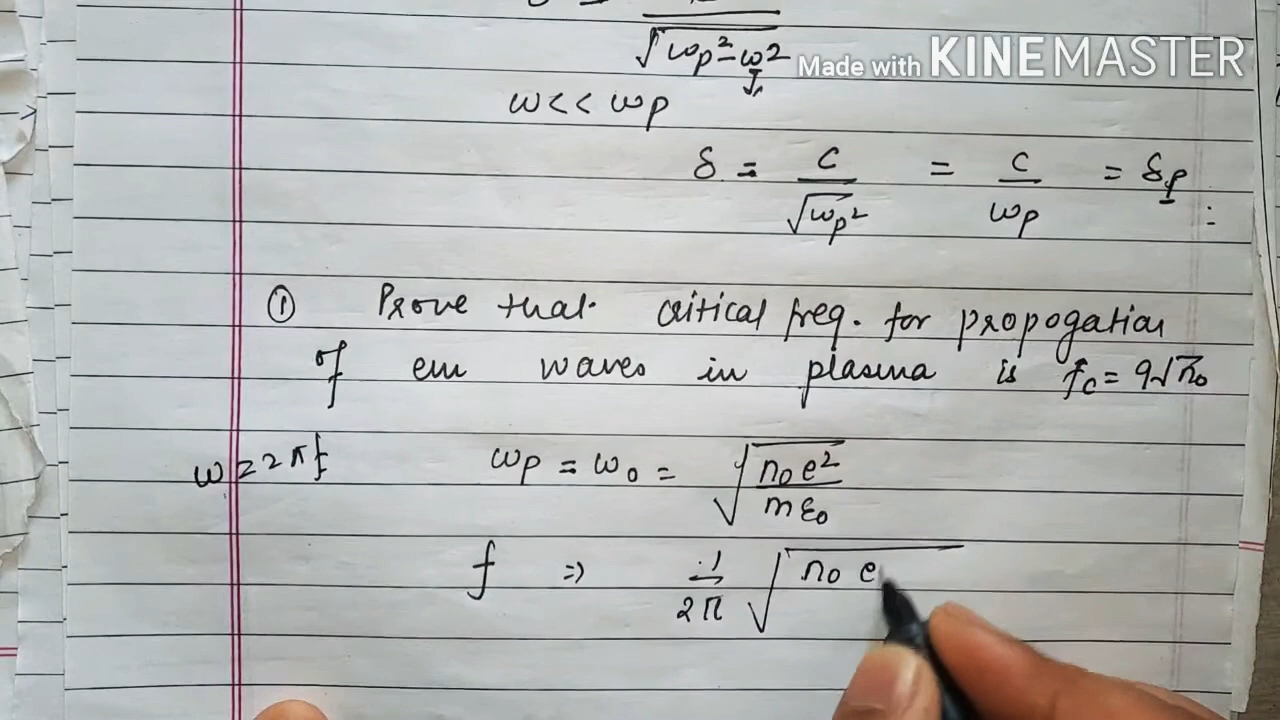 √ωp²-ω²
Made with KINEMASTER
ω<< ωp
δ = c/√ωp² = c/ωp = δp
① Prove that critical freq. for propogation
of em waves in plasma is fc = 9√n₀
ω = 2πf ωp = ω₀ = √n₀e²/mε₀
f ⇒ 1/2π √n₀ e